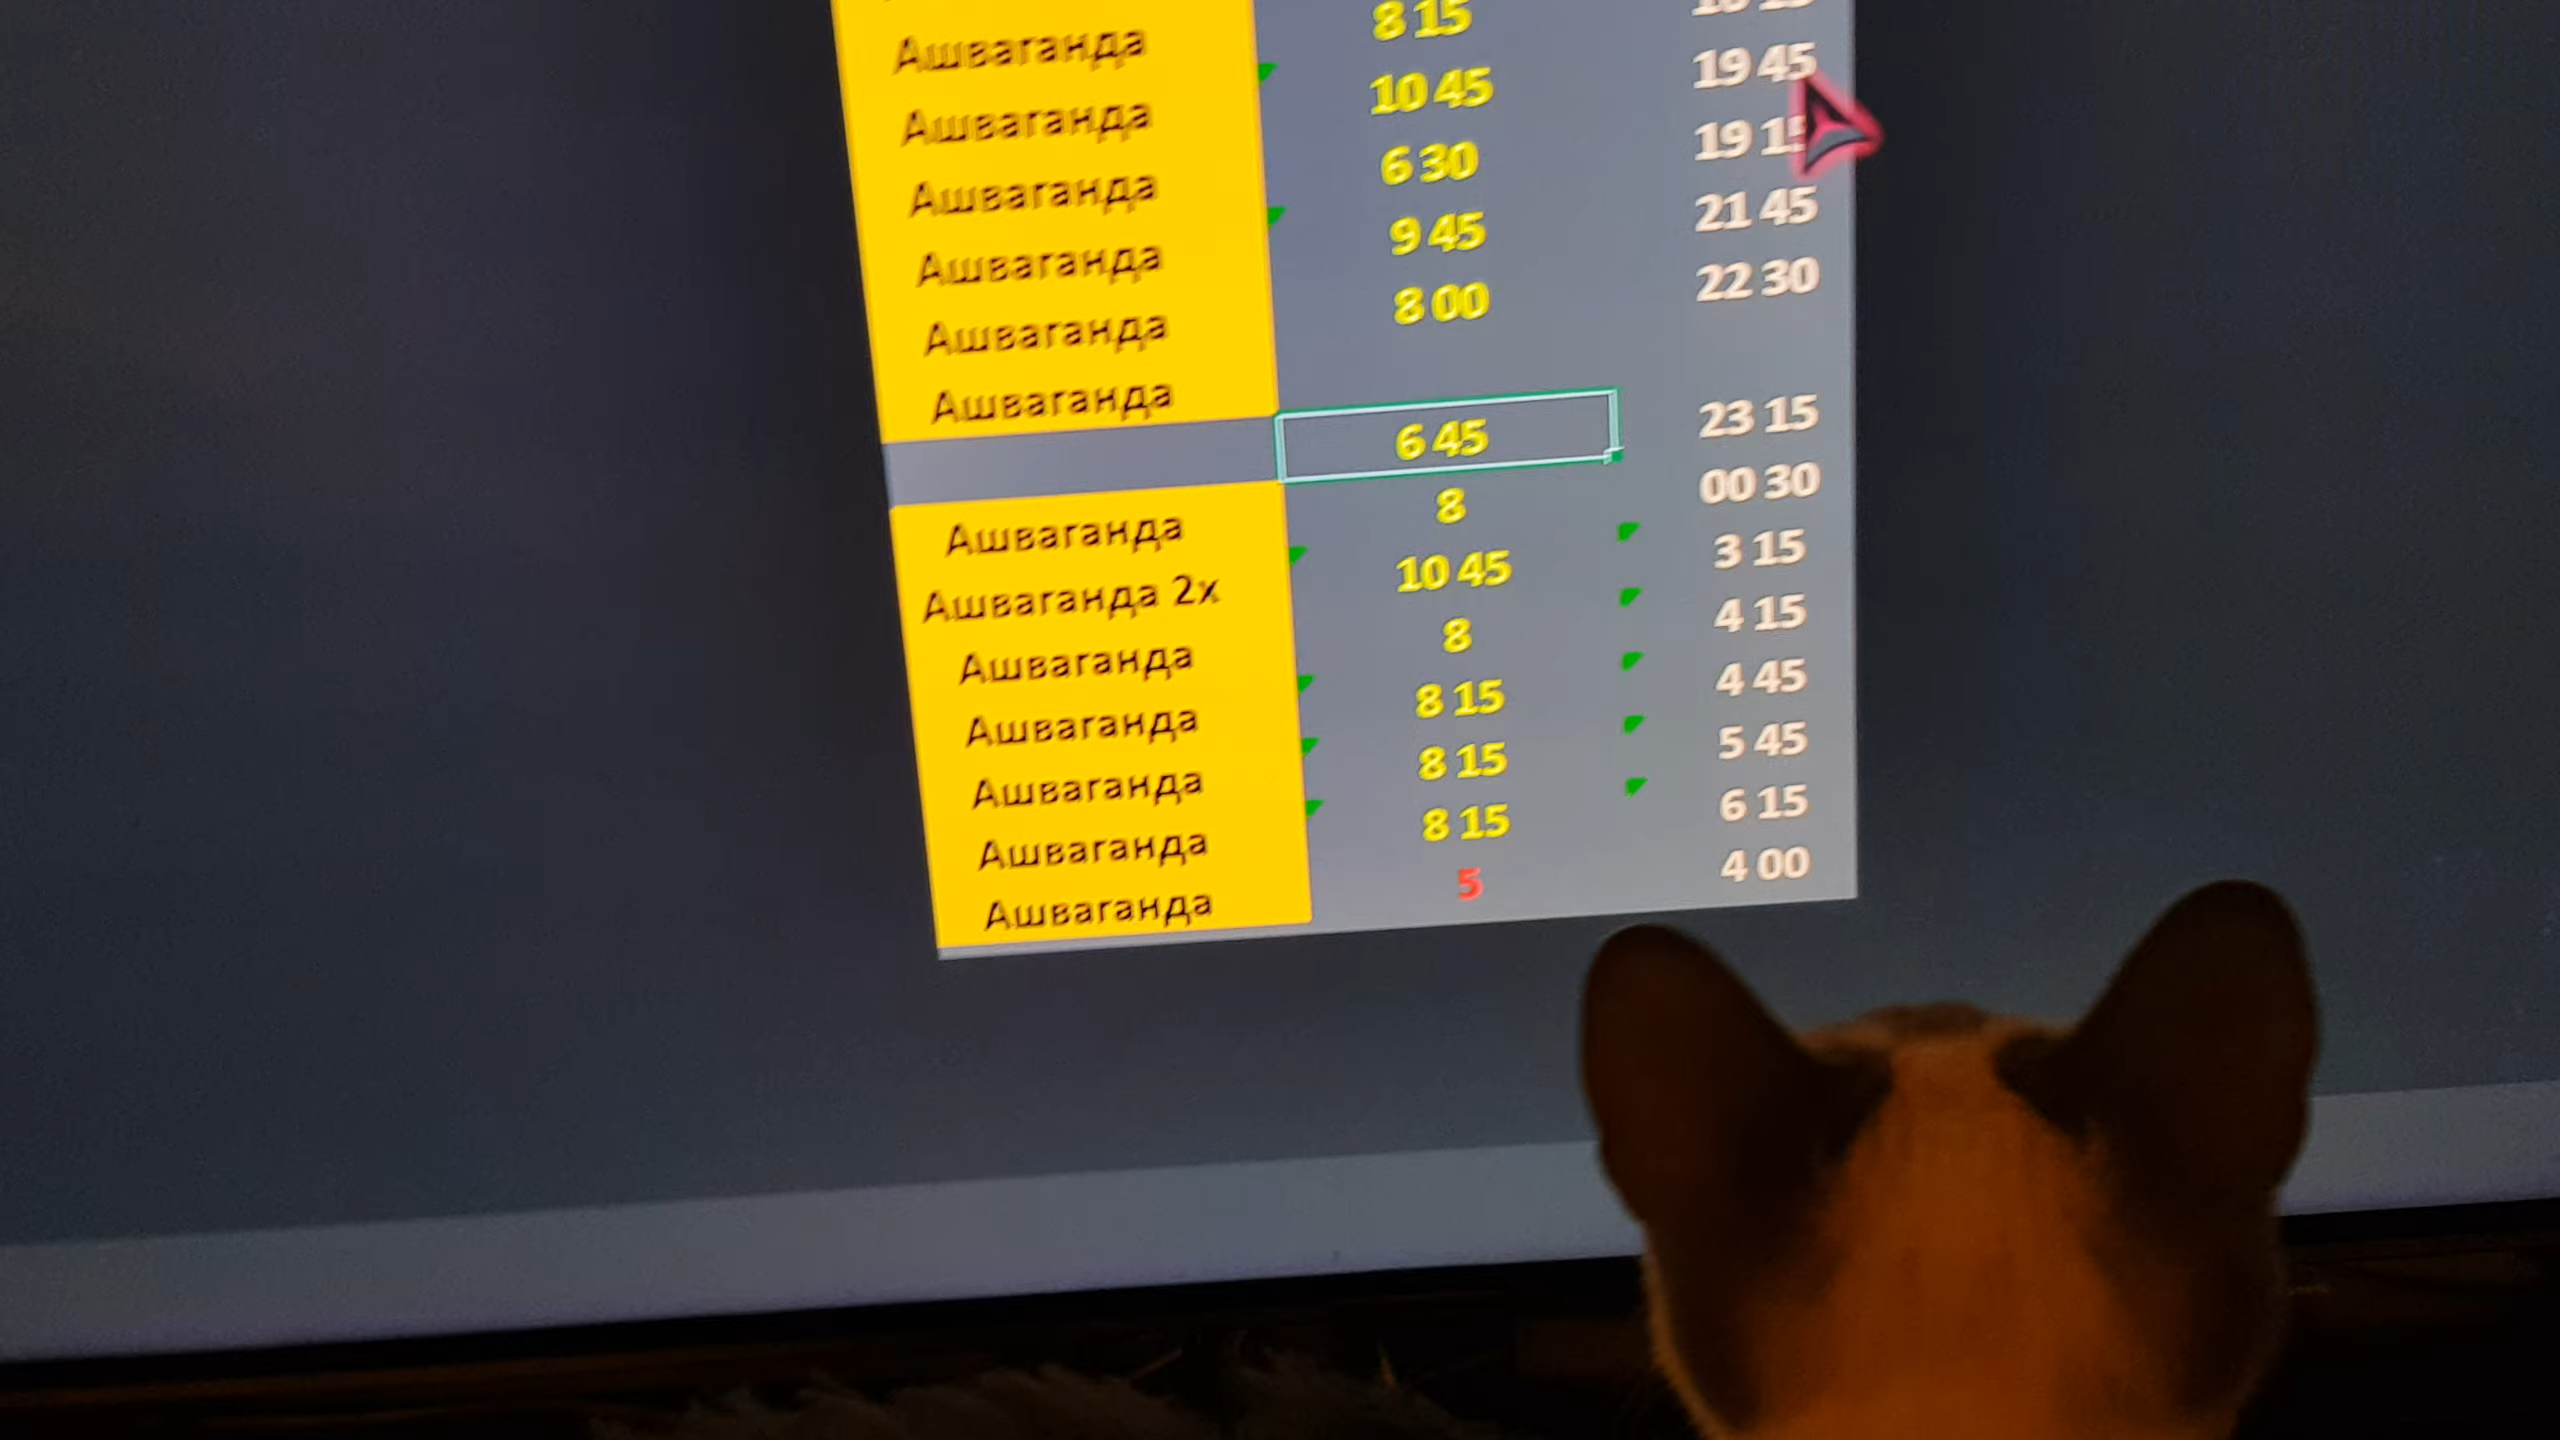 Ашваганда 8 15
Ашваганда 10 45 19 45
Ашваганда 6 30
Ашваганда 9 45 21 45
Ашваганда 8 00 22 30
Ашваганда
6 45 23 15
Ашваганда 8 00 30
Ашваганда 2х 10 45 3 15
Ашваганда 8 4 15
Ашваганда 8 15 4 45
Ашваганда 8 15 5 45
Ашваганда 8 15 6 15
Ашваганда 5 4 00